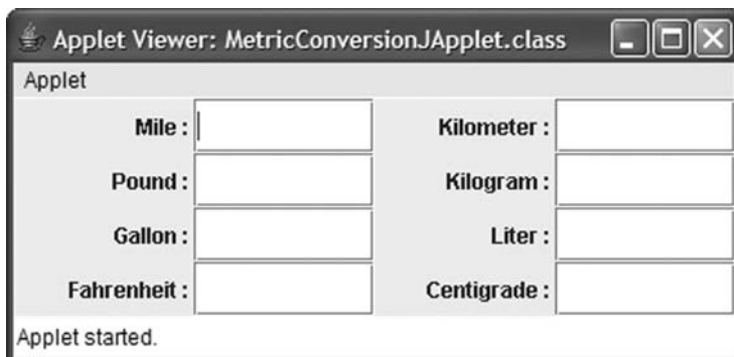 Applet Viewer: MetricConversionJApplet.class
Applet
Mile : Kilometer :
Pound : Kilogram :
Gallon : Liter :
Fahrenheit : Centigrade :
Applet started.